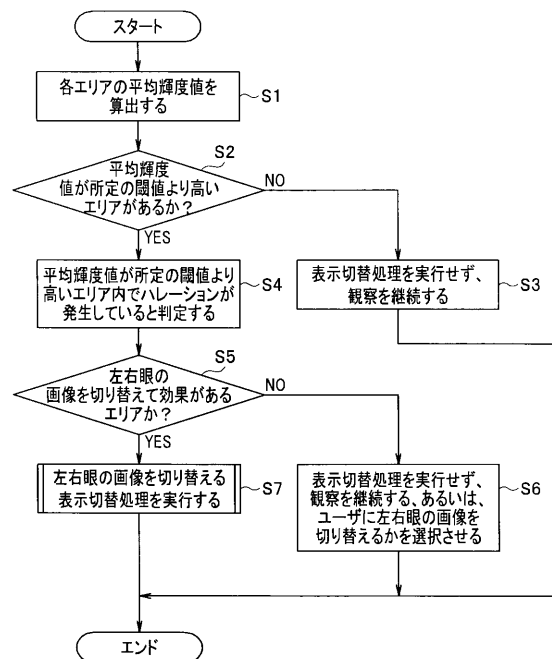 スタート
各エリアの平均輝度値を
算出する
S1
平均輝度
値が所定の閾値より高い
エリアがあるか?
S2
NO
YES
平均輝度値が所定の閾値より
高いエリア内でハレーションが
発生していると判定する
S4
表示切替処理を実行せず、
観察を継続する
S3
左右眼の
画像を切り替えて効果がある
エリアか?
S5
NO
YES
左右眼の画像を切り替える
表示切替処理を実行する
S7
表示切替処理を実行せず、
観察を継続する、あるいは、
ユーザに左右眼の画像を
切り替えるかを選択させる
S6
エンド